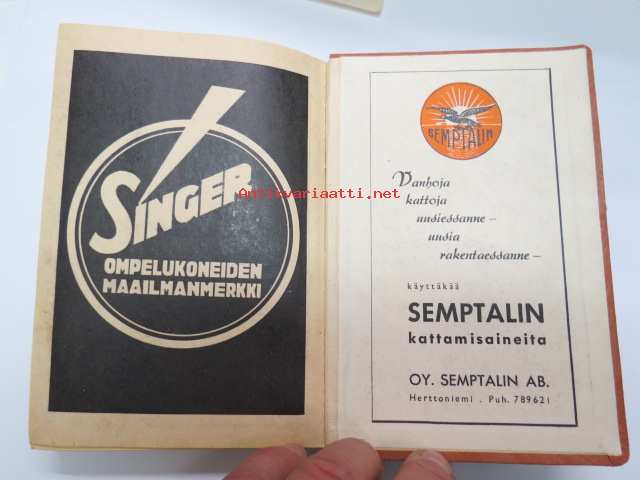 SINGER
OMPELUKONEIDEN
MAAILMANMERKKI
Antikvariaatti.net
SEMPTALIN
Vanhoja
kattoja
uusiessanne –
uusia
rakentaessanne –
käyttäkää
SEMPTALIN
kattamisaineita
OY. SEMPTALIN AB.
Herttoniemi . Puh. 789621